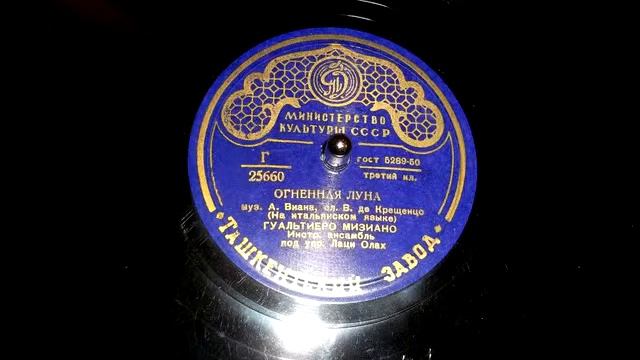 МИНИСТЕРСТВО
КУЛЬТУРЫ СССР
Г
25660
ГОСТ 5289-50
третий кл.
ОГНЕННАЯ ЛУНА
муз. А. Виана, сл. В. де Крещенцо
(На итальянском языке)
ГУАЛЬТИЕРО МИЗИАНО
Инстр. ансамбль
под упр. Лаци Олах
ТАШКЕНТСКИЙ ЗАВОД